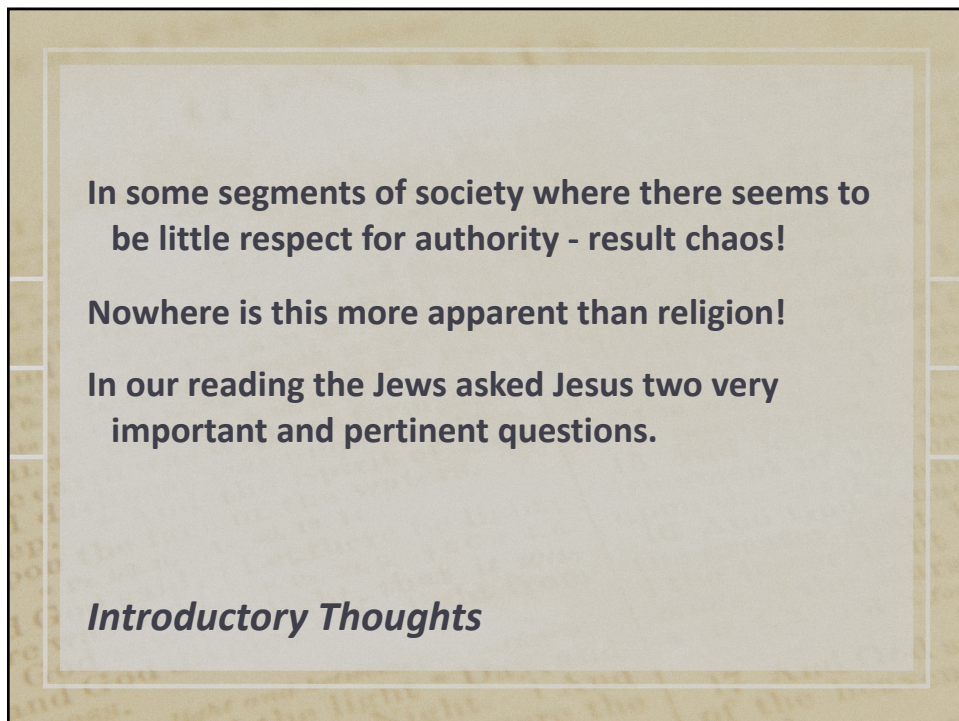 In some segments of society where there seems to
be little respect for authority - result chaos!
Nowhere is this more apparent than religion!
In our reading the Jews asked Jesus two very
important and pertinent questions.
Introductory Thoughts